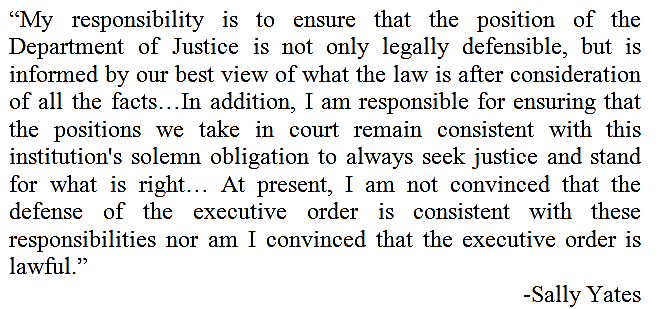 “My responsibility is to ensure that the position of the
Department of Justice is not only legally defensible, but is
informed by our best view of what the law is after consideration
of all the facts…In addition, I am responsible for ensuring that
the positions we take in court remain consistent with this
institution's solemn obligation to always seek justice and stand
for what is right… At present, I am not convinced that the
defense of the executive order is consistent with these
responsibilities nor am I convinced that the executive order is
lawful.”
-Sally Yates